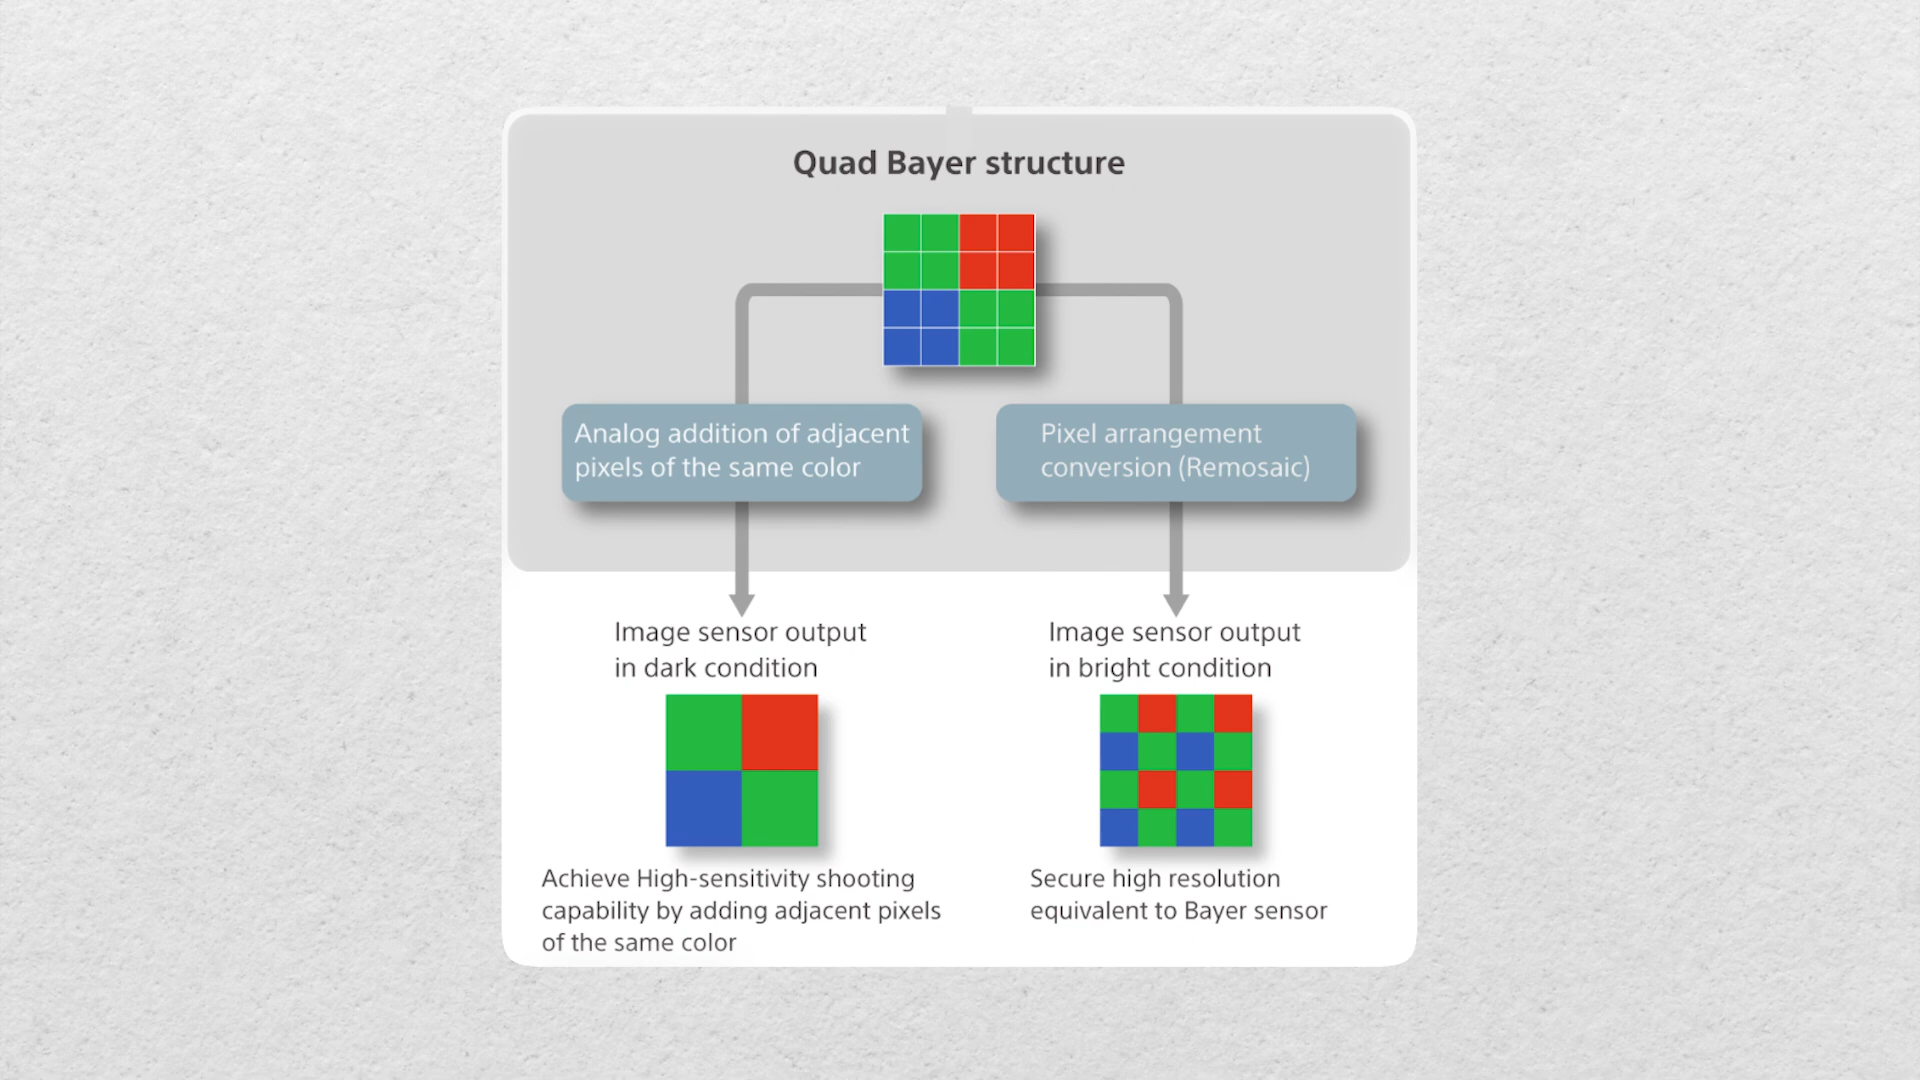 Quad Bayer structure
Analog addition of adjacent
pixels of the same color
Pixel arrangement
conversion (Remosaic)
Image sensor output
in dark condition
Image sensor output
in bright condition
Achieve High-sensitivity shooting
capability by adding adjacent pixels
of the same color
Secure high resolution
equivalent to Bayer sensor